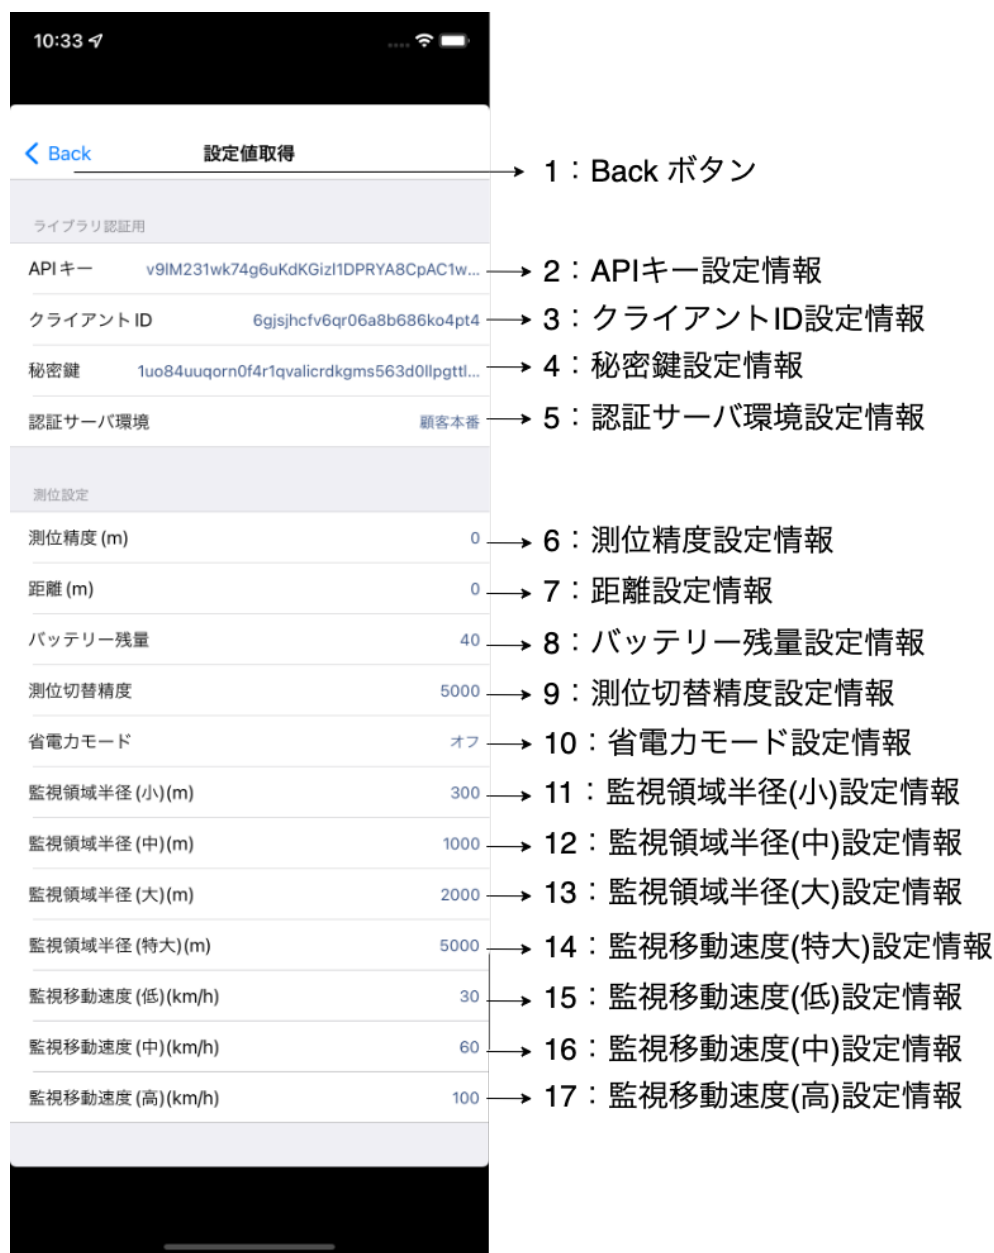 10:33
Back 設定値取得
1：Back ボタン
ライブラリ認証用
APIキー v9IM231wk74g6uKdKGizI1DPRYA8CpAC1w... 2：APIキー設定情報
クライアントID 6gjsjhcfv6qr06a8b686ko4pt4 3：クライアントID設定情報
秘密鍵 1uo84uuqorn0f4r1qvalicrdkgms563d0llpgttl... 4：秘密鍵設定情報
認証サーバ環境 顧客本番 5：認証サーバ環境設定情報
測位設定
測位精度 (m) 0 6：測位精度設定情報
距離 (m) 0 7：距離設定情報
バッテリー残量 40 8：バッテリー残量設定情報
測位切替精度 5000 9：測位切替精度設定情報
省電力モード オフ 10：省電力モード設定情報
監視領域半径 (小)(m) 300 11：監視領域半径(小)設定情報
監視領域半径 (中)(m) 1000 12：監視領域半径(中)設定情報
監視領域半径 (大)(m) 2000 13：監視領域半径(大)設定情報
監視領域半径 (特大)(m) 5000 14：監視移動速度(特大)設定情報
監視移動速度 (低)(km/h) 30 15：監視移動速度(低)設定情報
監視移動速度 (中)(km/h) 60 16：監視移動速度(中)設定情報
監視移動速度 (高)(km/h) 100 17：監視移動速度(高)設定情報